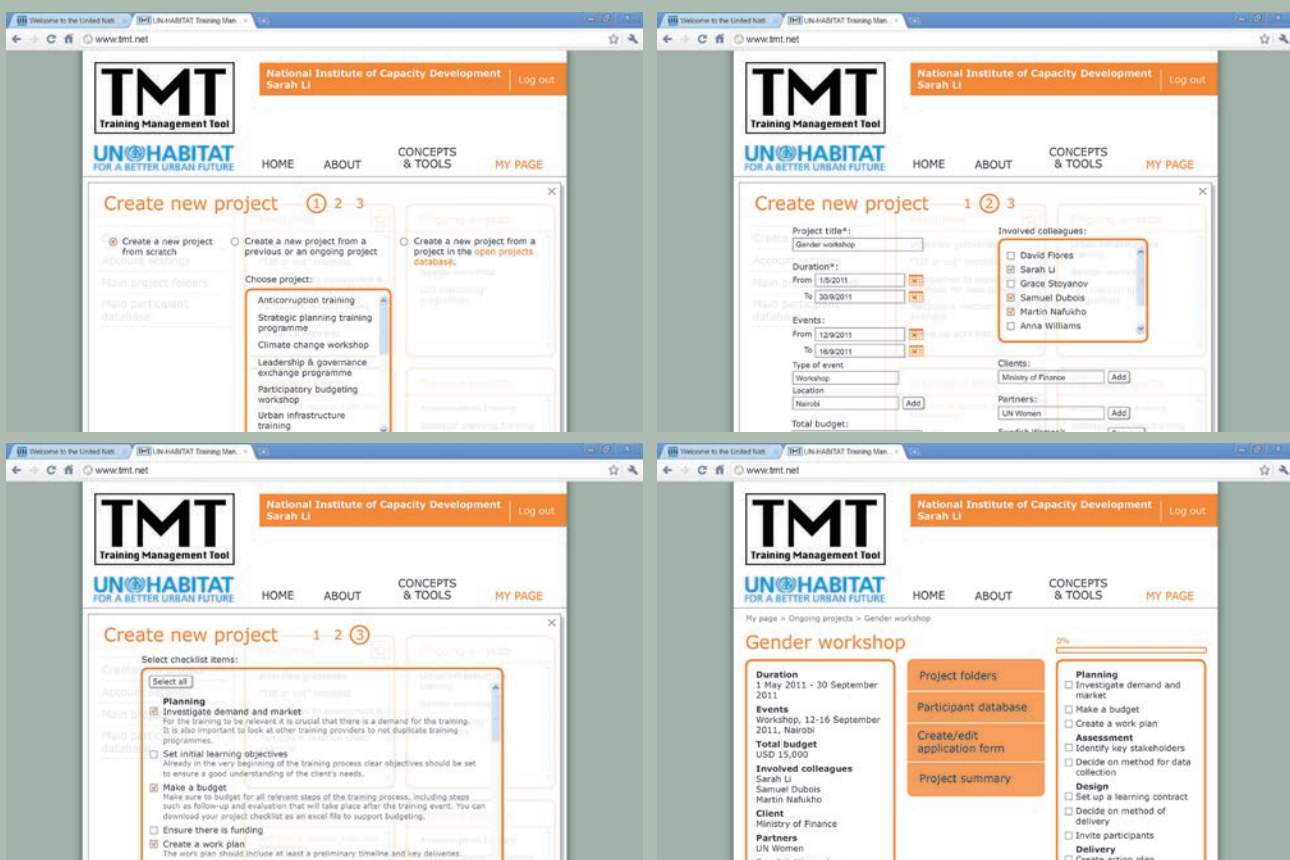 Welcome to the United Nati
UN-HABITAT Training Man...
www.tmt.net
TMT
Training Management Tool
National Institute of Capacity Development
Sarah Li
Log out
UN HABITAT
FOR A BETTER URBAN FUTURE
HOME
ABOUT
CONCEPTS
& TOOLS
MY PAGE
Create new project
1 2 3
Create a new project
from scratch
Create a new project from a
previous or an ongoing project
Choose project:
Anticorruption training
Strategic planning training
programme
Climate change workshop
Leadership & governance
exchange programme
Participatory budgeting
workshop
Urban infrastructure
training
Create a new project from a
project in the open projects
database.
Welcome to the United Nati
UN-HABITAT Training Man...
www.tmt.net
TMT
Training Management Tool
National Institute of Capacity Development
Sarah Li
Log out
UN HABITAT
FOR A BETTER URBAN FUTURE
HOME
ABOUT
CONCEPTS
& TOOLS
MY PAGE
Create new project
1 2 3
Project title*:
Gender workshop
Duration*:
From 1/5/2011
To 30/9/2011
Events:
From 12/9/2011
To 16/9/2011
Type of event
Workshop
Location
Nairobi
Add
Total budget:
Involved colleagues:
David Flores
Sarah Li
Grace Stoyanov
Samuel Dubois
Martin Nafukho
Anna Williams
Clients:
Ministry of Finance
Add
Partners:
UN Women
Add
Welcome to the United Nati
UN-HABITAT Training Man...
www.tmt.net
TMT
Training Management Tool
National Institute of Capacity Development
Sarah Li
Log out
UN HABITAT
FOR A BETTER URBAN FUTURE
HOME
ABOUT
CONCEPTS
& TOOLS
MY PAGE
Create new project
1 2 3
Select checklist items:
Select all
Planning
Investigate demand and market
For the training to be relevant it is crucial that there is a demand for the training.
It is also important to look at other training providers to not duplicate training
programmes.
Set initial learning objectives
Already in the very beginning of the training process clear objectives should be set
to ensure a good understanding of the client's needs.
Make a budget
Make sure to budget for all relevant steps of the training process, including steps
such as follow-up and evaluation that will take place after the training event. You can
download your project checklist as an excel file to support budgeting.
Ensure there is funding
Create a work plan
The work plan should include at least a preliminary timeline and key deliveries.
Welcome to the United Nati
UN-HABITAT Training Man...
www.tmt.net
TMT
Training Management Tool
National Institute of Capacity Development
Sarah Li
Log out
UN HABITAT
FOR A BETTER URBAN FUTURE
HOME
ABOUT
CONCEPTS
& TOOLS
MY PAGE
My page > Ongoing projects > Gender workshop
Gender workshop
0%
Duration
1 May 2011 - 30 September
2011
Events
Workshop, 12-16 September
2011, Nairobi
Total budget
USD 15,000
Involved colleagues
Sarah Li
Samuel Dubois
Martin Nafukho
Client
Ministry of Finance
Partners
UN Women
Project folders
Participant database
Create/edit
application form
Project summary
Planning
Investigate demand and
market
Make a budget
Create a work plan
Assessment
Identify key stakeholders
Decide on method for data
collection
Design
Set up a learning contract
Decide on method of
delivery
Invite participants
Delivery
Create action plan